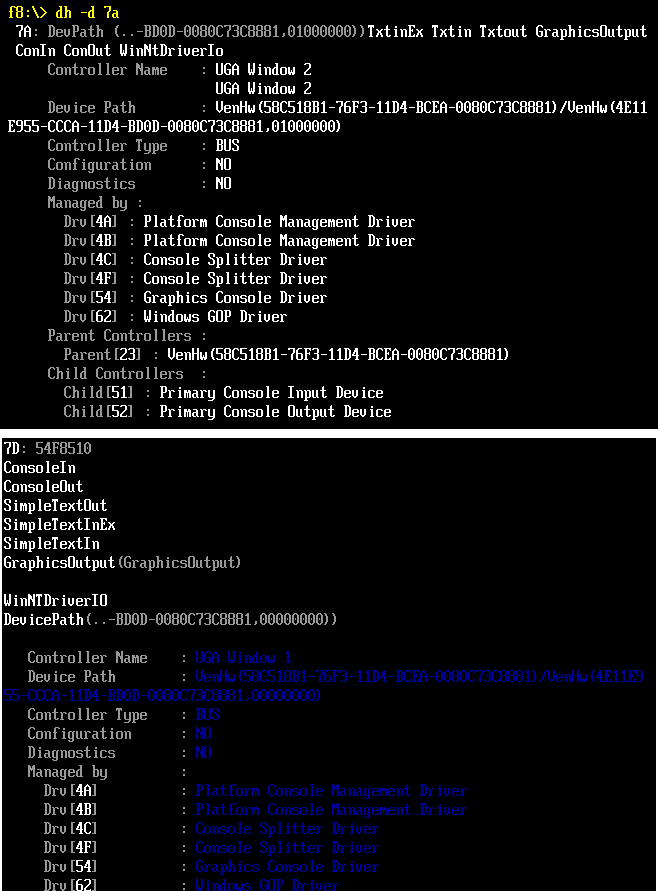 f8:\> dh -d 7a
7A: DevPath (..-BD0D-0080C73C8881,01000000))TxtinEx Txtin Txtout GraphicsOutput
ConIn ConOut WinNtDriverIo
Controller Name    : UGA Window 2
UGA Window 2
Device Path        : VenHw(58C518B1-76F3-11D4-BCEA-0080C73C8881)/VenHw(4E11
E955-CCCA-11D4-BD0D-0080C73C8881,01000000)
Controller Type    : BUS
Configuration      : NO
Diagnostics        : NO
Managed by :
Drv[4A] : Platform Console Management Driver
Drv[4B] : Platform Console Management Driver
Drv[4C] : Console Splitter Driver
Drv[4F] : Console Splitter Driver
Drv[54] : Graphics Console Driver
Drv[62] : Windows GOP Driver
Parent Controllers :
Parent[23] : VenHw(58C518B1-76F3-11D4-BCEA-0080C73C8881)
Child Controllers  :
Child[51] : Primary Console Input Device
Child[52] : Primary Console Output Device
7D: 54F8510
ConsoleIn
ConsoleOut
SimpleTextOut
SimpleTextInEx
SimpleTextIn
GraphicsOutput(GraphicsOutput)
WinNTDriverIO
DevicePath(..-BD0D-0080C73C8881,00000000))
Controller Name    : UGA Window 1
Device Path        : VenHw(58C518B1-76F3-11D4-BCEA-0080C73C8881)/VenHw(4E11E9
55-CCCA-11D4-BD0D-0080C73C8881,00000000)
Controller Type    : BUS
Configuration      : NO
Diagnostics        : NO
Managed by         :
Drv[4A]          : Platform Console Management Driver
Drv[4B]          : Platform Console Management Driver
Drv[4C]          : Console Splitter Driver
Drv[4F]          : Console Splitter Driver
Drv[54]          : Graphics Console Driver
Drv[62]          : Windows GOP Driver